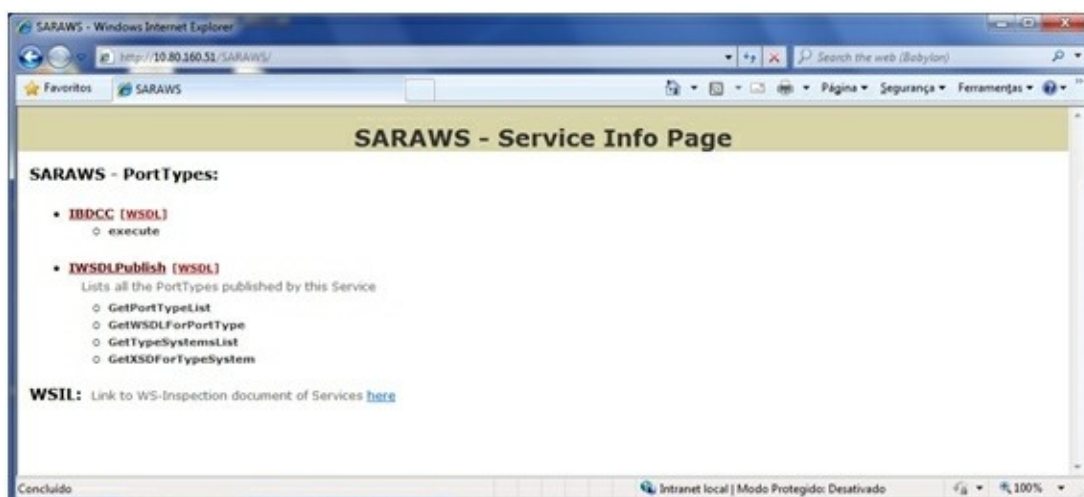 SARAWS - Windows Internet Explorer
http://10.80.160.51/SARAWS/
Search the web (Babylon)
Favoritos SARAWS Página Segurança Ferramentas
SARAWS - Service Info Page
SARAWS - PortTypes:
IBDCC [WSDL]
execute
IWSDLPublish [WSDL]
Lists all the PortTypes published by this Service
GetPortTypeList
GetWSDLForPortType
GetTypeSystemsList
GetXSDForTypeSystem
WSIL: Link to WS-Inspection document of Services here
Concluído Intranet local | Modo Protegido: Desativado 100%